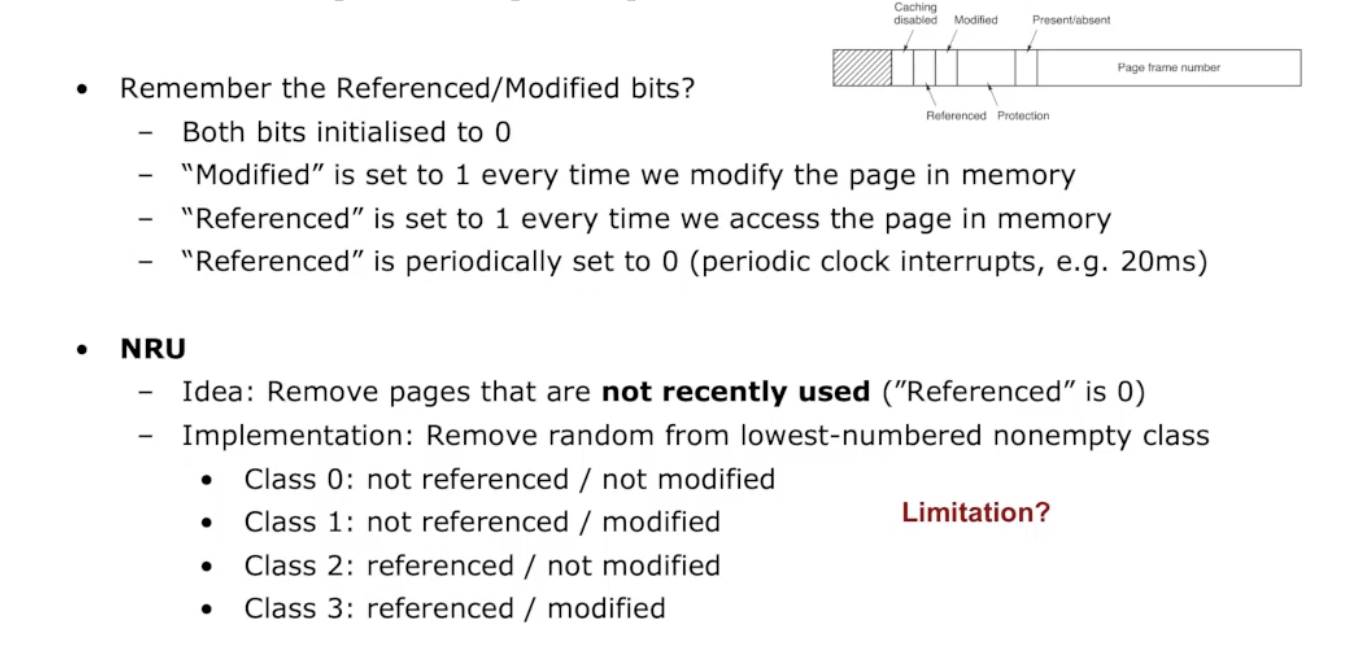 Caching
disabled Modified Present/absent
Page frame number
Referenced Protection
• Remember the Referenced/Modified bits?
– Both bits initialised to 0
– “Modified” is set to 1 every time we modify the page in memory
– “Referenced” is set to 1 every time we access the page in memory
– “Referenced” is periodically set to 0 (periodic clock interrupts, e.g. 20ms)
• NRU
– Idea: Remove pages that are not recently used (”Referenced” is 0)
– Implementation: Remove random from lowest-numbered nonempty class
• Class 0: not referenced / not modified
• Class 1: not referenced / modified
• Class 2: referenced / not modified
• Class 3: referenced / modified
Limitation?